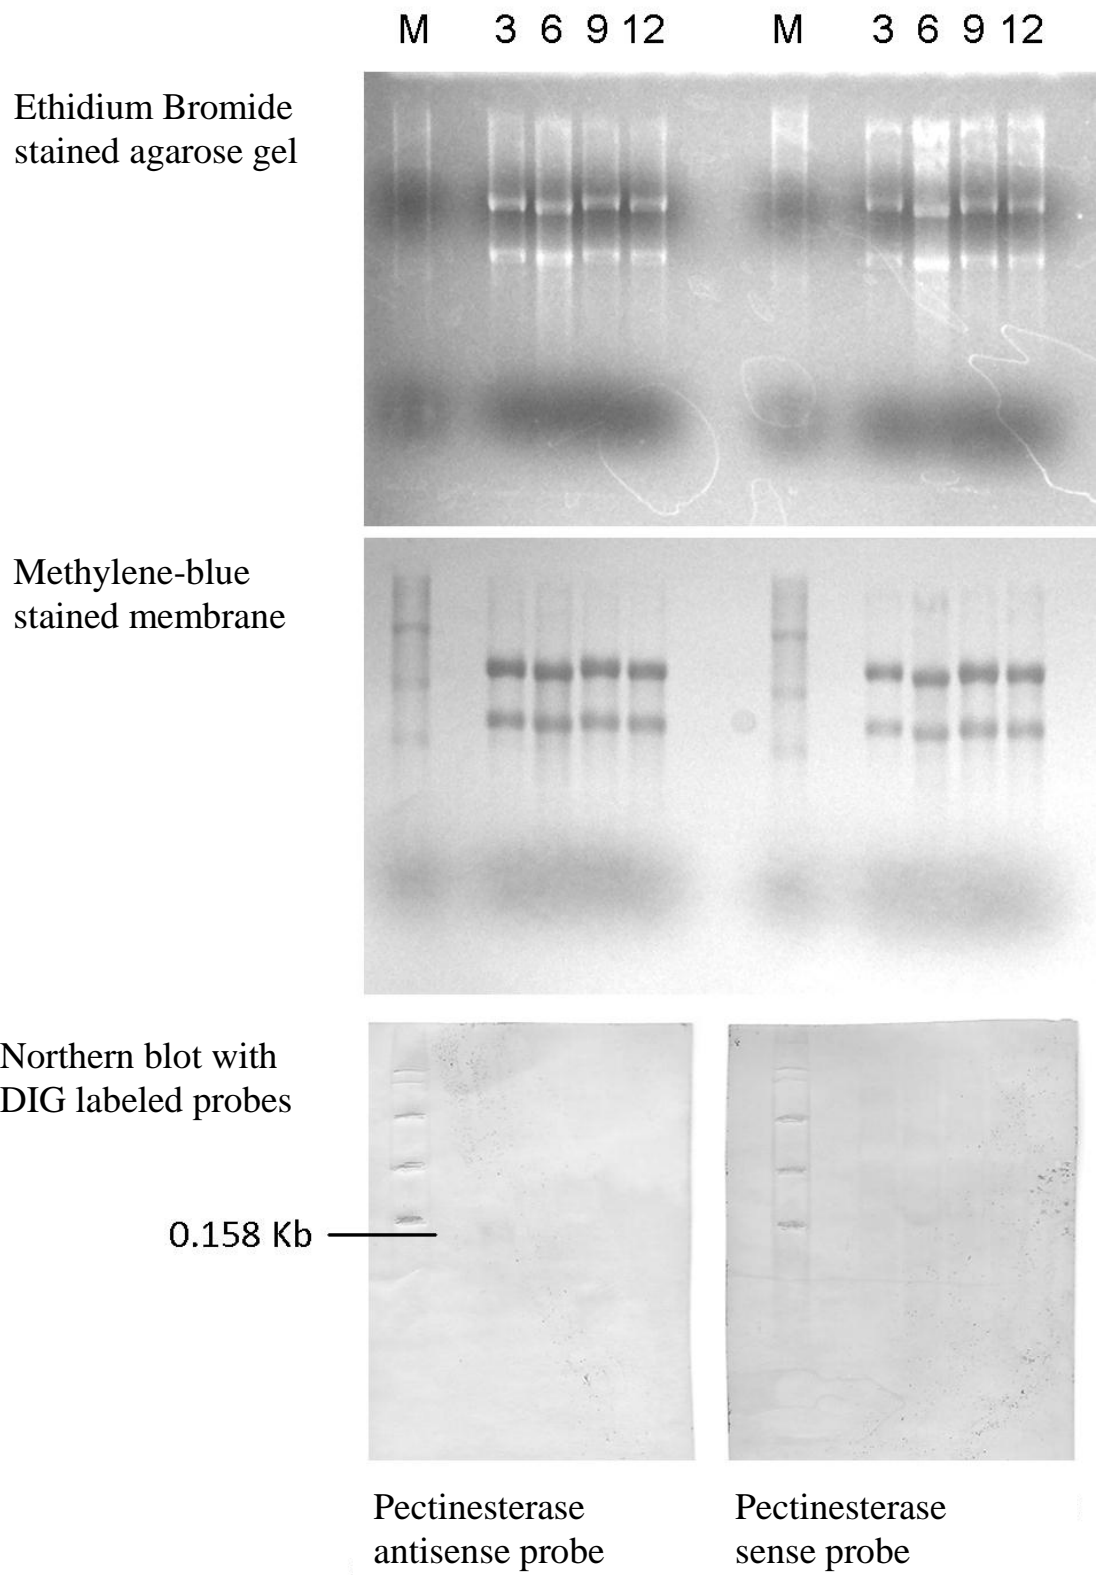 M 3 6 9 12 M 3 6 9 12
Ethidium Bromide
stained agarose gel
Methylene-blue
stained membrane
Northern blot with
DIG labeled probes
0.158 Kb
Pectinesterase
antisense probe
Pectinesterase
sense probe